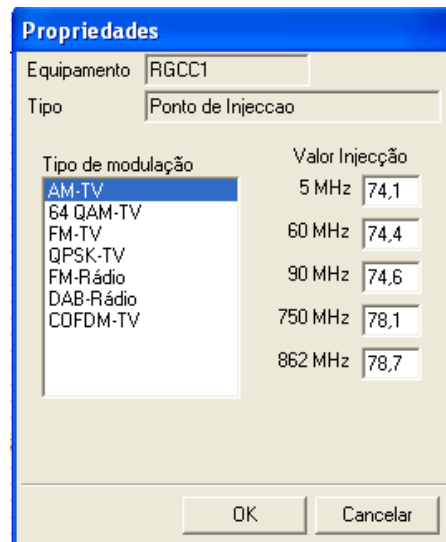 Propriedades
Equipamento RGCC1
Tipo Ponto de Injeccao
Tipo de modulação
AM-TV
64 QAM-TV
FM-TV
QPSK-TV
FM-Rádio
DAB-Rádio
COFDM-TV
Valor Injecção
5 MHz 74,1
60 MHz 74,4
90 MHz 74,6
750 MHz 78,1
862 MHz 78,7
OK Cancelar